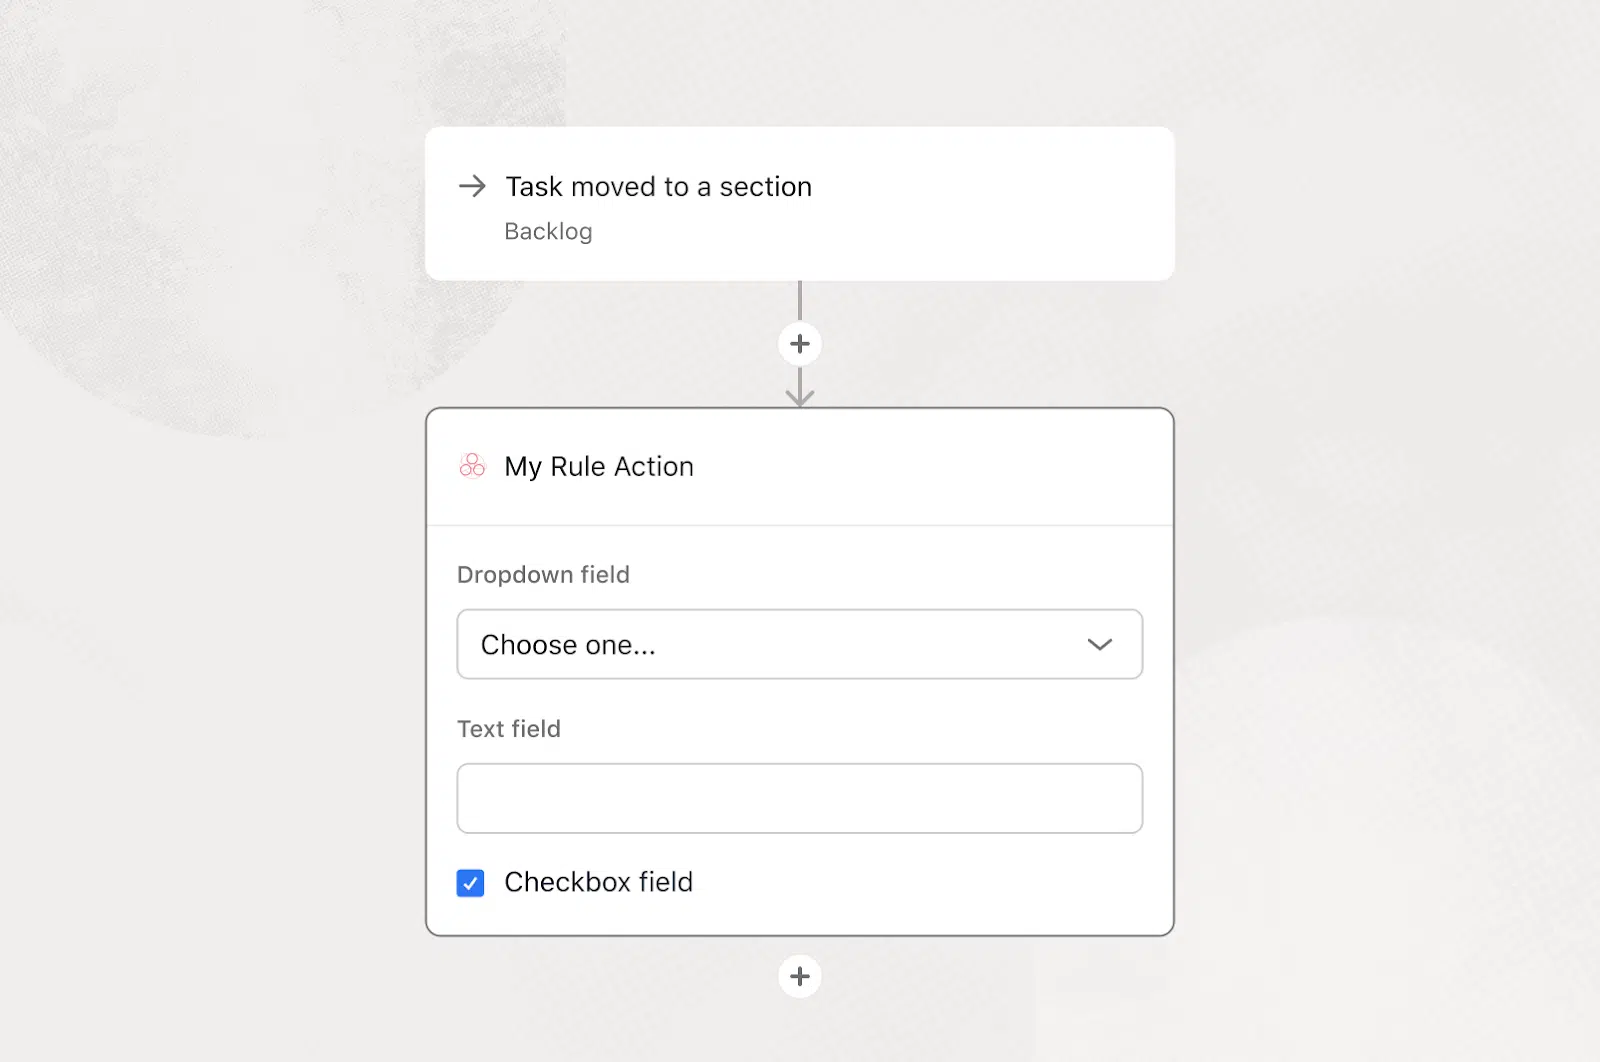 Task moved to a section
Backlog
My Rule Action
Dropdown field
Choose one...
Text field
Checkbox field